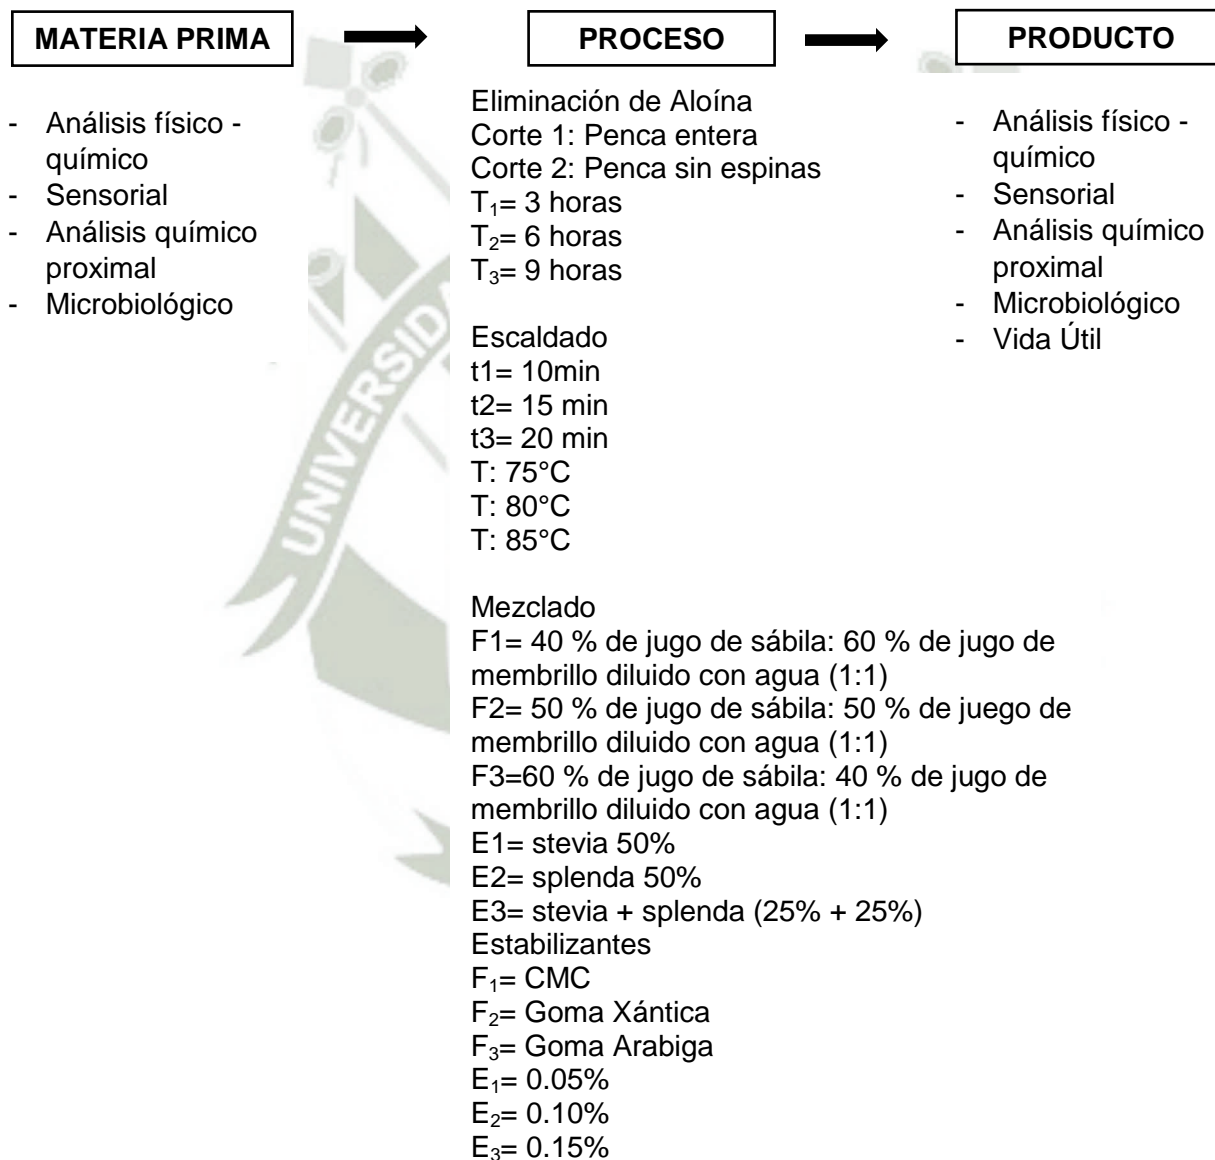 MATERIA PRIMA
- Análisis físico -
químico
- Sensorial
- Análisis químico
proximal
- Microbiológico
PROCESO
Eliminación de Aloína
Corte 1: Penca entera
Corte 2: Penca sin espinas
T₁= 3 horas
T₂= 6 horas
T₃= 9 horas
Escaldado
t1= 10min
t2= 15 min
t3= 20 min
T: 75°C
T: 80°C
T: 85°C
Mezclado
F1= 40 % de jugo de sábila: 60 % de jugo de
membrillo diluido con agua (1:1)
F2= 50 % de jugo de sábila: 50 % de juego de
membrillo diluido con agua (1:1)
F3=60 % de jugo de sábila: 40 % de jugo de
membrillo diluido con agua (1:1)
E1= stevia 50%
E2= splenda 50%
E3= stevia + splenda (25% + 25%)
Estabilizantes
F₁= CMC
F₂= Goma Xántica
F₃= Goma Arabiga
E₁= 0.05%
E₂= 0.10%
E₃= 0.15%
PRODUCTO
- Análisis físico -
químico
- Sensorial
- Análisis químico
proximal
- Microbiológico
- Vida Útil